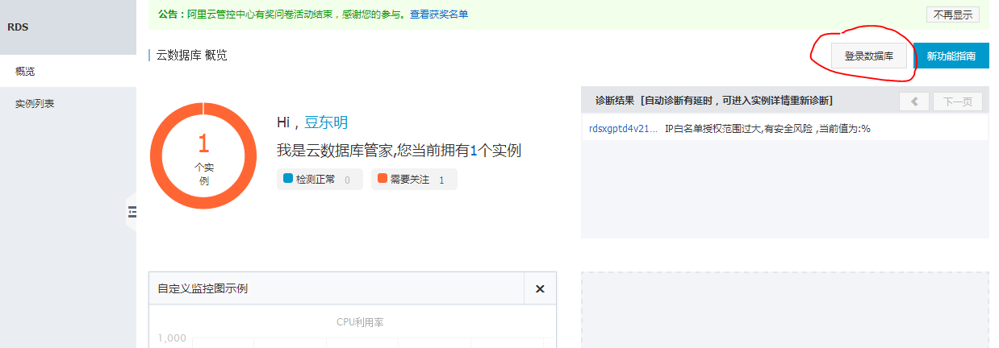 公告：阿里云管控中心有奖问卷活动结束，感谢您的参与。查看获奖名单
不再显示
RDS
云数据库 概览
登录数据库
新功能指南
概览
实例列表
诊断结果 [自动诊断有延时，可进入实例详情重新诊断]
下一页
rdsxgptd4v21... IP白名单授权范围过大,有安全风险 ,当前值为:%
1
个实
例
Hi，豆东明
我是云数据库管家,您当前拥有1个实例
检测正常 0
需要关注 1
自定义监控图示例
CPU利用率
1,000